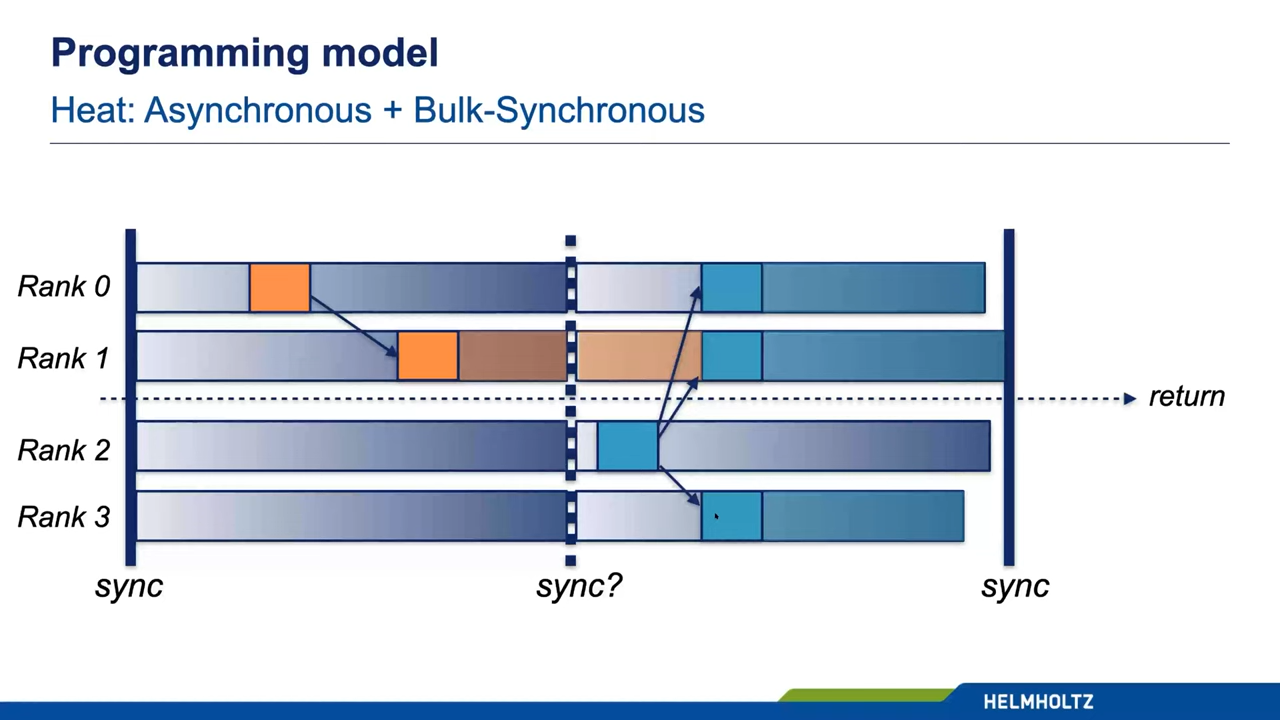 Programming model
Heat: Asynchronous + Bulk-Synchronous
Rank 0
Rank 1
return
Rank 2
Rank 3
sync
sync?
sync
HELMHOLTZ